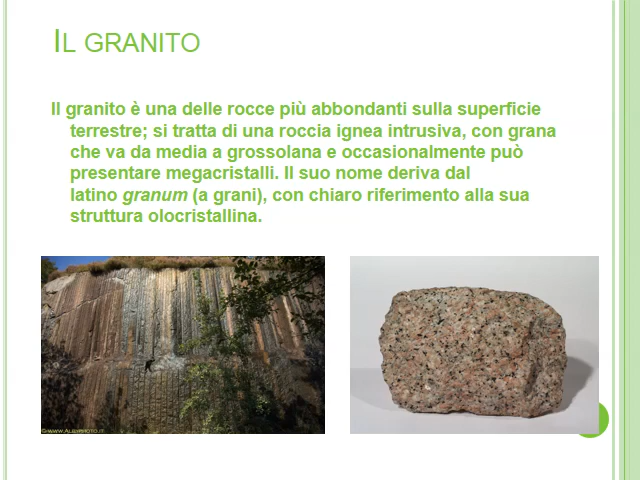 IL GRANITO
Il granito è una delle rocce più abbondanti sulla superficie
terrestre; si tratta di una roccia ignea intrusiva, con grana
che va da media a grossolana e occasionalmente può
presentare megacristalli. Il suo nome deriva dal
latino granum (a grani), con chiaro riferimento alla sua
struttura olocristallina.